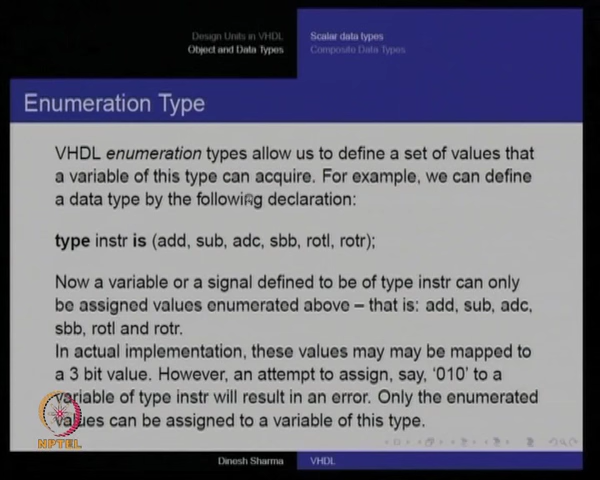 Design Units in VHDL
Object and Data Types
Scalar data types
Composite Data Types
Enumeration Type
VHDL enumeration types allow us to define a set of values that
a variable of this type can acquire. For example, we can define
a data type by the following declaration:
type instr is (add, sub, adc, sbb, rotl, rotr);
Now a variable or a signal defined to be of type instr can only
be assigned values enumerated above – that is: add, sub, adc,
sbb, rotl and rotr.
In actual implementation, these values may may be mapped to
a 3 bit value. However, an attempt to assign, say, ‘010’ to a
variable of type instr will result in an error. Only the enumerated
values can be assigned to a variable of this type.
NPTEL
Dinesh Sharma
VHDL